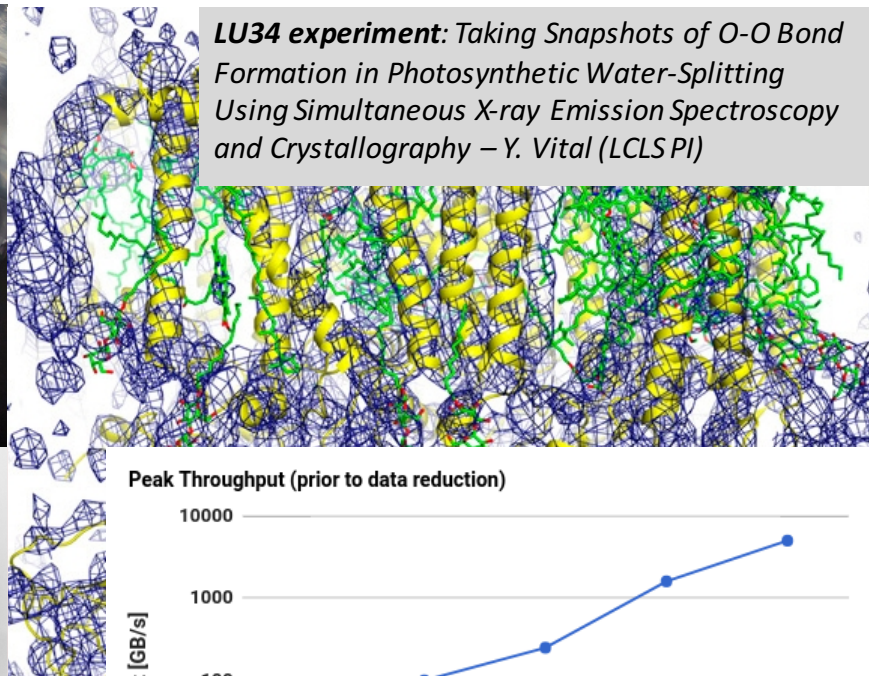 LU34 experiment: Taking Snapshots of O-O Bond
Formation in Photosynthetic Water-Splitting
Using Simultaneous X-ray Emission Spectroscopy
and Crystallography – Y. Vital (LCLS PI)
Peak Throughput (prior to data reduction)
10000
1000
[GB/s]